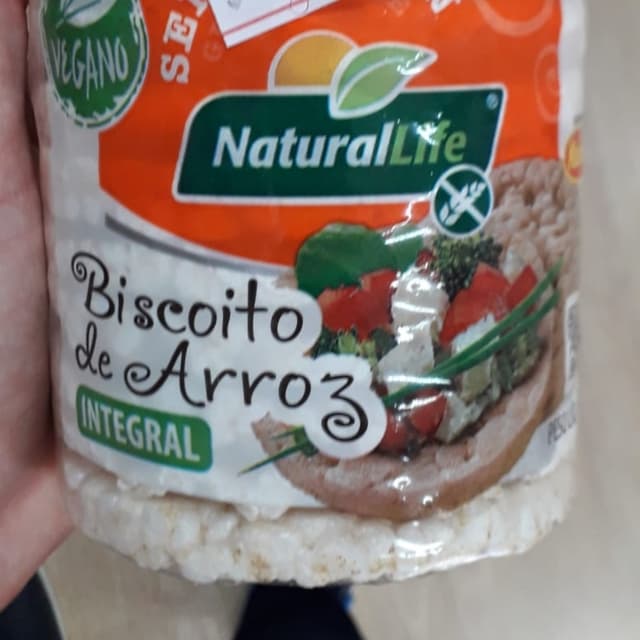 VEGANO
NaturalLife
Biscoito
de Arroz
INTEGRAL